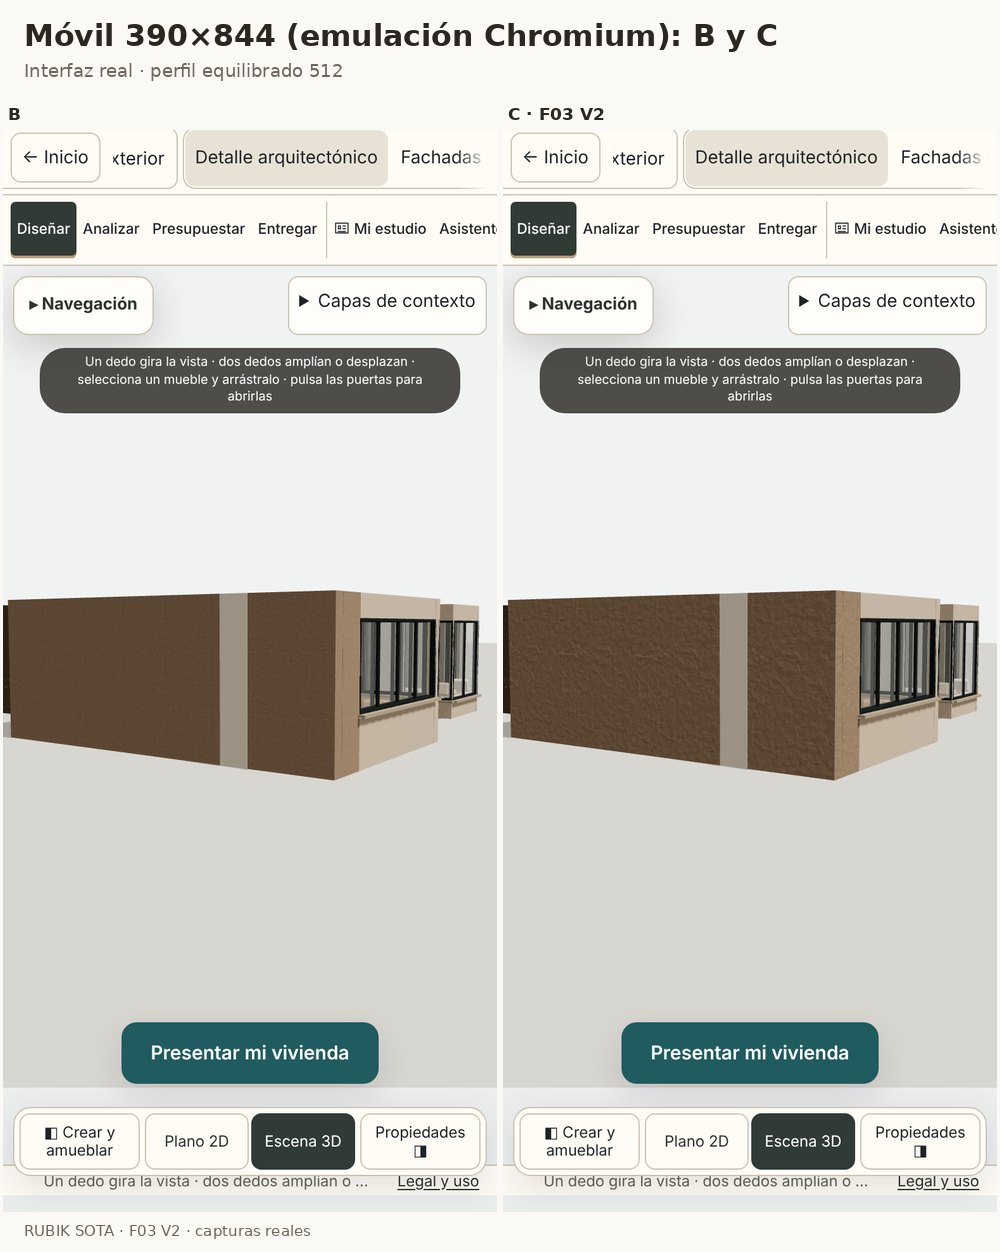 Móvil 390×844 (emulación Chromium): B y C
Interfaz real · perfil equilibrado 512
B
← Inicio
xterior
Detalle arquitectónico
Fachadas
Diseñar
Analizar
Presupuestar
Entregar
Mi estudio
Asistent
▸ Navegación
▶ Capas de contexto
Un dedo gira la vista · dos dedos amplían o desplazan ·
selecciona un mueble y arrástralo · pulsa las puertas para
abrirlas
Presentar mi vivienda
◧ Crear y
amueblar
Plano 2D
Escena 3D
Propiedades
◨
Un dedo gira la vista · dos dedos amplían o ...
Legal y uso
C · F03 V2
← Inicio
xterior
Detalle arquitectónico
Fachadas
Diseñar
Analizar
Presupuestar
Entregar
Mi estudio
Asistent
▸ Navegación
▶ Capas de contexto
Un dedo gira la vista · dos dedos amplían o desplazan ·
selecciona un mueble y arrástralo · pulsa las puertas para
abrirlas
Presentar mi vivienda
◧ Crear y
amueblar
Plano 2D
Escena 3D
Propiedades
◨
Un dedo gira la vista · dos dedos amplían o ...
Legal y uso
RUBIK SOTA · F03 V2 · capturas reales